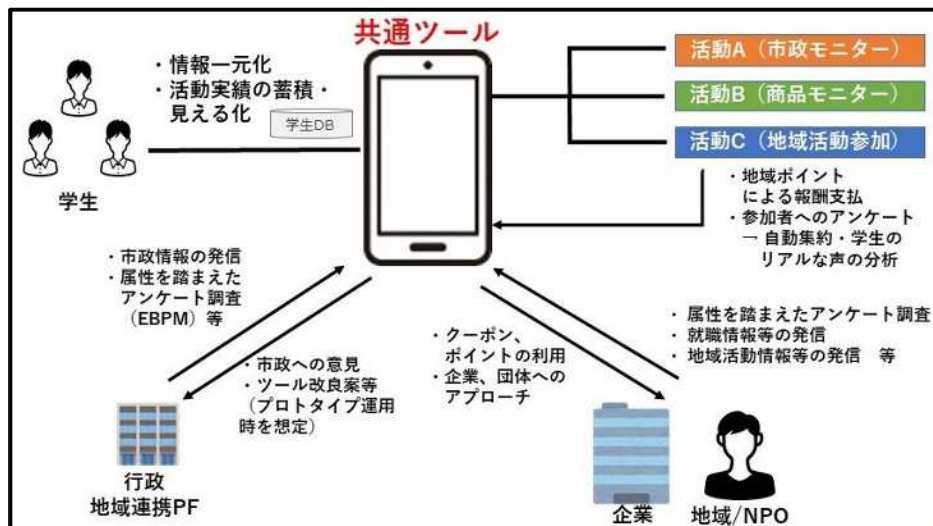 共通ツール
・情報一元化
・活動実績の蓄積・
見える化
学生DB
学生
活動A（市政モニター）
活動B（商品モニター）
活動C（地域活動参加）
・地域ポイント
による報酬支払
・参加者へのアンケート
→ 自動集約・学生の
リアルな声の分析
・市政情報の発信
・属性を踏まえた
アンケート調査
（EBPM）等
・市政への意見
・ツール改良案等
（プロトタイプ運用
時を想定）
・クーポン、
ポイントの利用
・企業、団体への
アプローチ
・属性を踏まえたアンケート調査
・就職情報等の発信
・地域活動情報等の発信　等
行政
地域連携PF
企業
地域/NPO